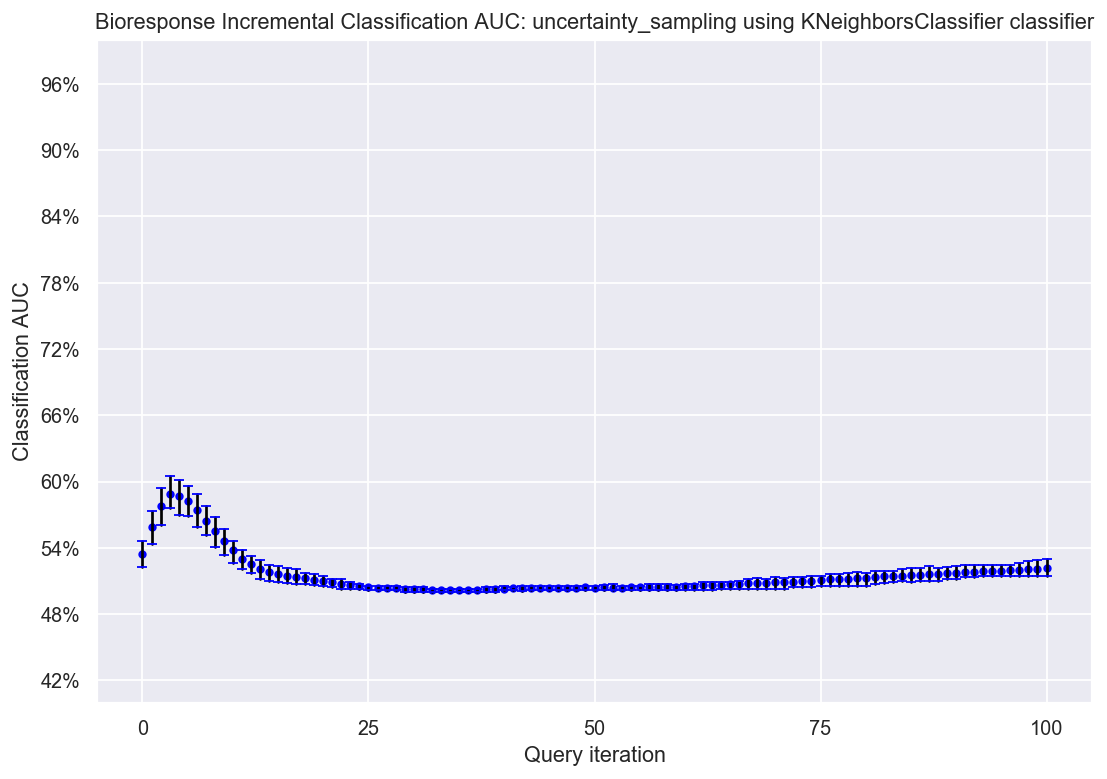 Bioresponse Incremental Classification AUC: uncertainty_sampling using KNeighborsClassifier classifier
96%
90%
84%
78%
72%
66%
60%
54%
48%
42%
Classification AUC
0 25 50 75 100
Query iteration